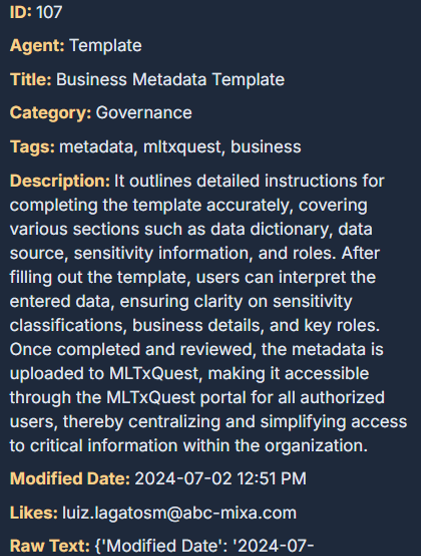 ID: 107
Agent: Template
Title: Business Metadata Template
Category: Governance
Tags: metadata, mltxquest, business
Description: It outlines detailed instructions for
completing the template accurately, covering
various sections such as data dictionary, data
source, sensitivity information, and roles. After
filling out the template, users can interpret the
entered data, ensuring clarity on sensitivity
classifications, business details, and key roles.
Once completed and reviewed, the metadata is
uploaded to MLTxQuest, making it accessible
through the MLTxQuest portal for all authorized
users, thereby centralizing and simplifying access
to critical information within the organization.
Modified Date: 2024-07-02 12:51 PM
Likes: luiz.lagatosm@abc-mixa.com
Raw Text: {'Modified Date': '2024-07-